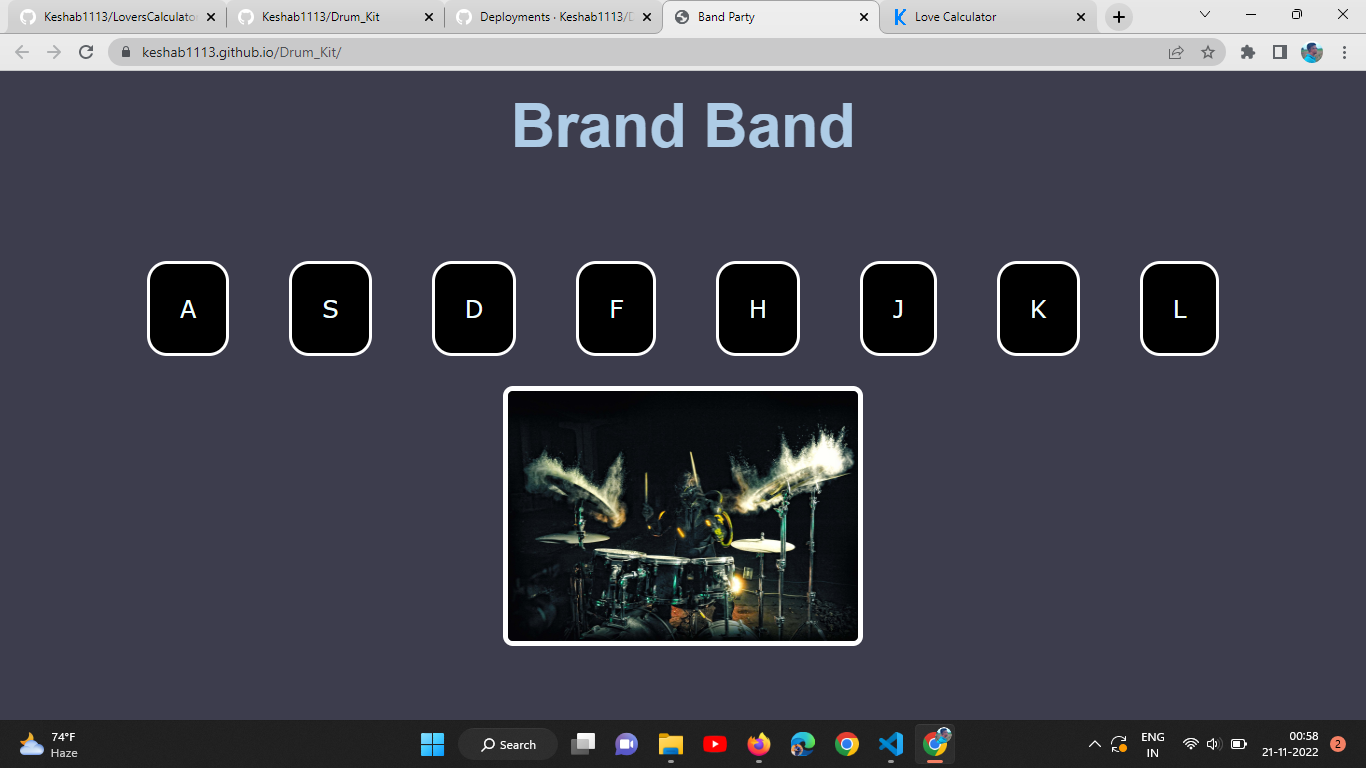 Keshab1113/LoversCalculator
Keshab1113/Drum_Kit
Deployments · Keshab1113/D
Band Party
Love Calculator
keshab1113.github.io/Drum_Kit/
Brand Band
A S D F H J K L
74°F
Haze
Search
ENG
IN
00:58
21-11-2022
2